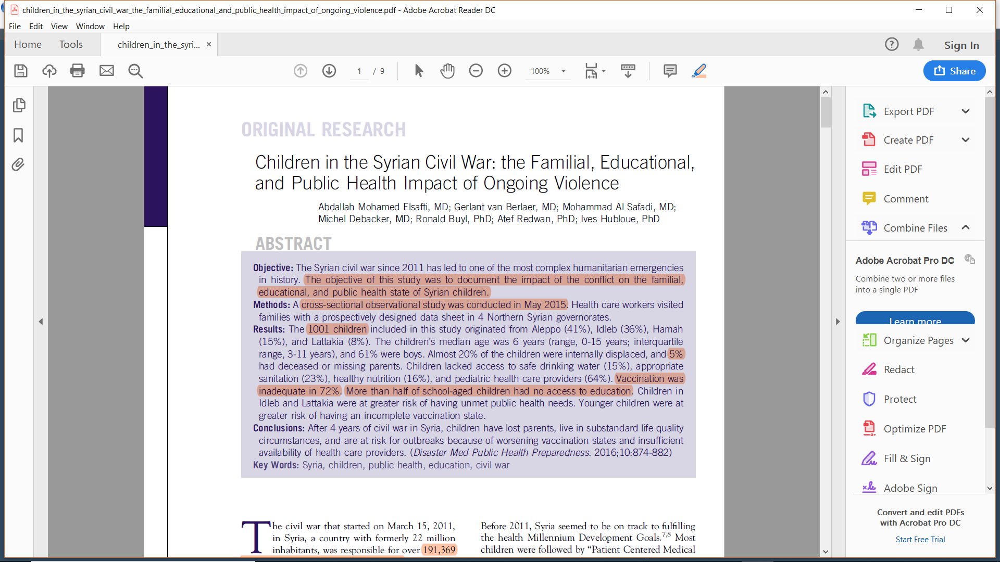 children_in_the_syrian_civil_war_the_familial_educational_and_public_health_impact_of_ongoing_violence.pdf - Adobe Acrobat Reader DC
File Edit View Window Help
Home Tools children_in_the_syri... × Sign In
1 / 9 100% Share
ORIGINAL RESEARCH
Children in the Syrian Civil War: the Familial, Educational,
and Public Health Impact of Ongoing Violence
Abdallah Mohamed Elsafti, MD; Gerlant van Berlaer, MD; Mohammad Al Safadi, MD;
Michel Debacker, MD; Ronald Buyl, PhD; Atef Redwan, PhD; Ives Hubloue, PhD
ABSTRACT
Objective: The Syrian civil war since 2011 has led to one of the most complex humanitarian emergencies
in history. The objective of this study was to document the impact of the conflict on the familial,
educational, and public health state of Syrian children.
Methods: A cross-sectional observational study was conducted in May 2015. Health care workers visited
families with a prospectively designed data sheet in 4 Northern Syrian governorates.
Results: The 1001 children included in this study originated from Aleppo (41%), Idleb (36%), Hamah
(15%), and Lattakia (8%). The children's median age was 6 years (range, 0-15 years; interquartile
range, 3-11 years), and 61% were boys. Almost 20% of the children were internally displaced, and 5%
had deceased or missing parents. Children lacked access to safe drinking water (15%), appropriate
sanitation (23%), healthy nutrition (16%), and pediatric health care providers (64%). Vaccination was
inadequate in 72%. More than half of school-aged children had no access to education. Children in
Idleb and Lattakia were at greater risk of having unmet public health needs. Younger children were at
greater risk of having an incomplete vaccination state.
Conclusions: After 4 years of civil war in Syria, children have lost parents, live in substandard life quality
circumstances, and are at risk for outbreaks because of worsening vaccination states and insufficient
availability of health care providers. (Disaster Med Public Health Preparedness. 2016;10:874-882)
Key Words: Syria, children, public health, education, civil war
The civil war that started on March 15, 2011,
in Syria, a country with formerly 22 million
inhabitants, was responsible for over 191,369
Before 2011, Syria seemed to be on track to fulfilling
the health Millennium Development Goals.7,8 Most
children were followed by “Patient Centered Medical
Export PDF
Create PDF
Edit PDF
Comment
Combine Files
Adobe Acrobat Pro DC
Combine two or more files
into a single PDF
Learn more
Organize Pages
Redact
Protect
Optimize PDF
Fill & Sign
Adobe Sign
Convert and edit PDFs
with Acrobat Pro DC
Start Free Trial